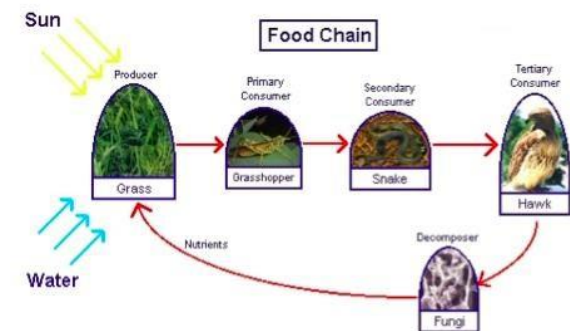 Sun
Food Chain
Producer
Primary
Consumer
Secondary
Consumer
Tertiary
Consumer
Grass
Grasshopper
Snake
Hawk
Water
Nutrients
Decomposer
Fungi